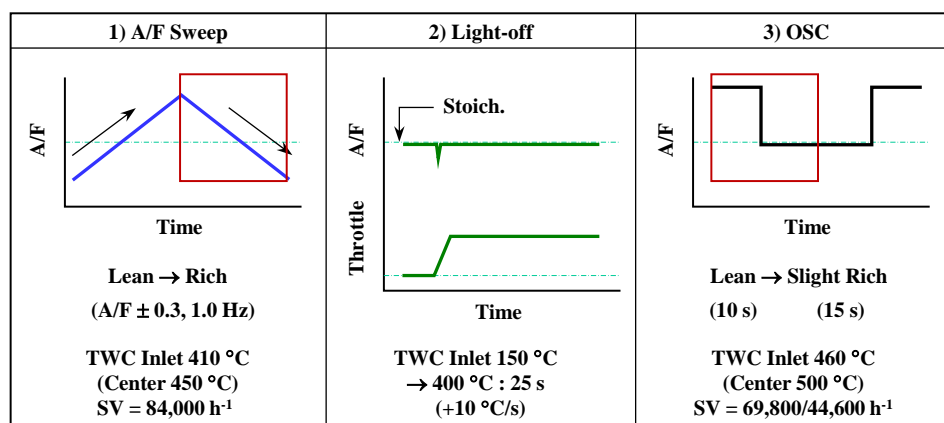 1) A/F Sweep
A/F
Time
Lean → Rich
(A/F ± 0.3, 1.0 Hz)
TWC Inlet 410 °C
(Center 450 °C)
SV = 84,000 h⁻¹
2) Light-off
Stoich.
A/F
Throttle
Time
TWC Inlet 150 °C
→ 400 °C : 25 s
(+10 °C/s)
3) OSC
A/F
Time
Lean → Slight Rich
(10 s) (15 s)
TWC Inlet 460 °C
(Center 500 °C)
SV = 69,800/44,600 h⁻¹